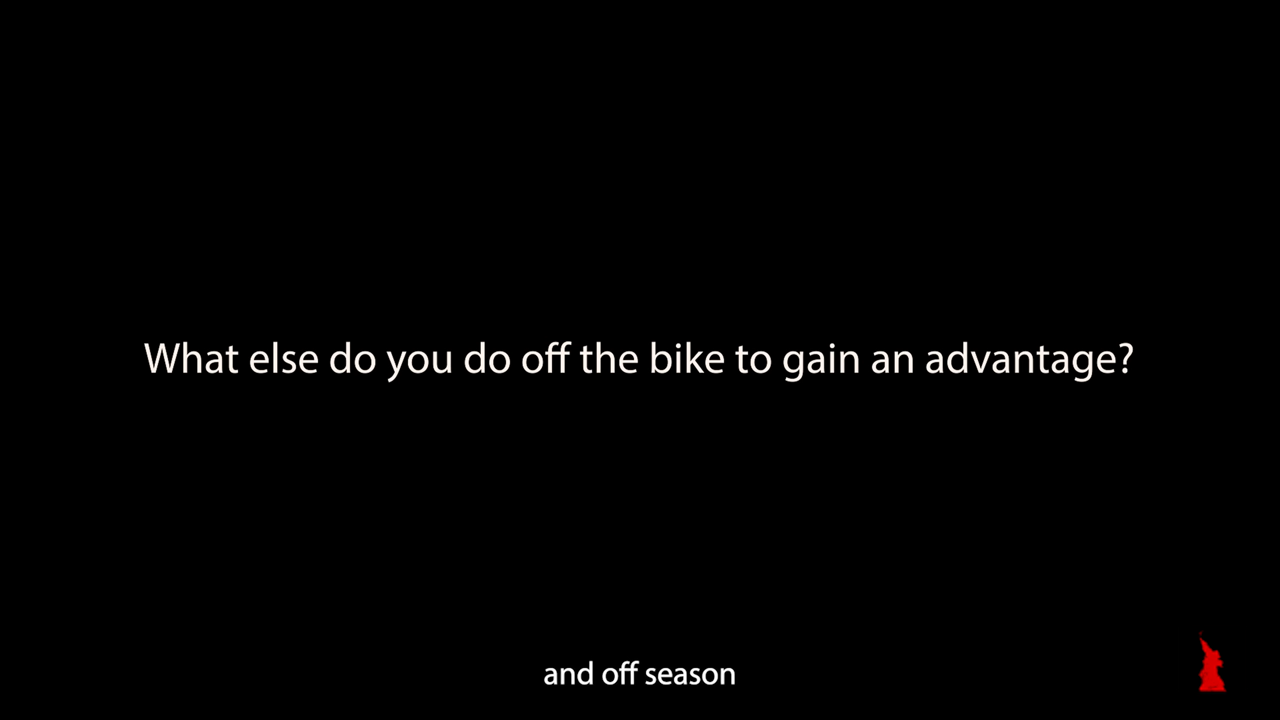 What else do you do off the bike to gain an advantage?
and off season